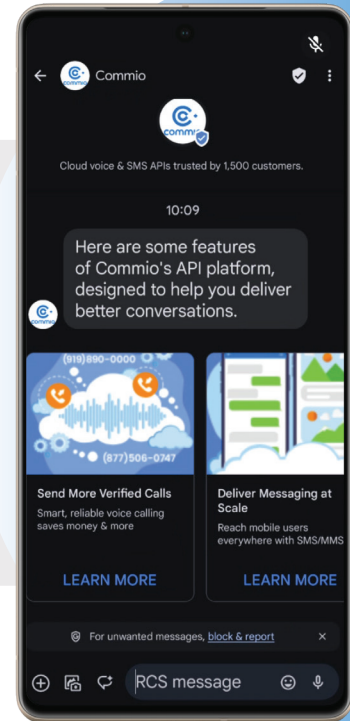 Commio
commio
Cloud voice & SMS APIs trusted by 1,500 customers.
10:09
Here are some features
of Commio's API platform,
designed to help you deliver
better conversations.
commio
(919)890-0000
(877)506-0747
Send More Verified Calls
Smart, reliable voice calling
saves money & more
LEARN MORE
Deliver Messaging at
Scale
Reach mobile users
everywhere with SMS/MMS
LEARN MORE
For unwanted messages, block & report
RCS message